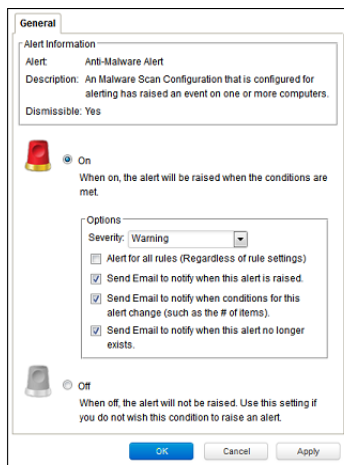 General
Alert Information
Alert: Anti-Malware Alert
Description: An Malware Scan Configuration that is configured for
alerting has raised an event on one or more computers.
Dismissible: Yes
On
When on, the alert will be raised when the conditions are
met.
Options
Severity: Warning
Alert for all rules (Regardless of rule settings)
Send Email to notify when this alert is raised.
Send Email to notify when conditions for this
alert change (such as the # of items).
Send Email to notify when this alert no longer
exists.
Off
When off, the alert will not be raised. Use this setting if
you do not wish this condition to raise an alert.
OK Cancel Apply